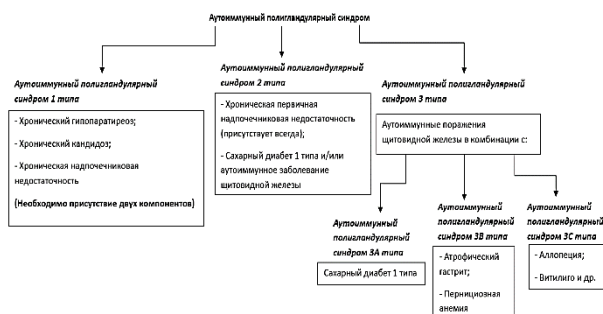 Аутоиммунный полигландулярный синдром
Аутоиммунный полигландулярный
синдром 1 типа
- Хронический гипопаратиреоз;
- Хронический кандидоз;
- Хроническая надпочечниковая
недостаточность
(Необходимо присутствие двух компонентов)
Аутоиммунный полигландулярный
синдром 2 типа
- Хроническая первичная
надпочечниковая недостаточность
(присутствует всегда);
- Сахарный диабет 1 типа и/или
аутоиммунное заболевание
щитовидной железы
Аутоиммунный полигландулярный
синдром 3 типа
Аутоиммунные поражения
щитовидной железы в комбинации с:
Аутоиммунный
полигландулярный
синдром 3А типа
Сахарный диабет 1 типа
Аутоиммунный
полигландулярный
синдром 3В типа
- Атрофический
гастрит;
- Пернициозная
анемия
Аутоиммунный
полигландулярный
синдром 3С типа
- Аллопеция;
- Витилиго и др.